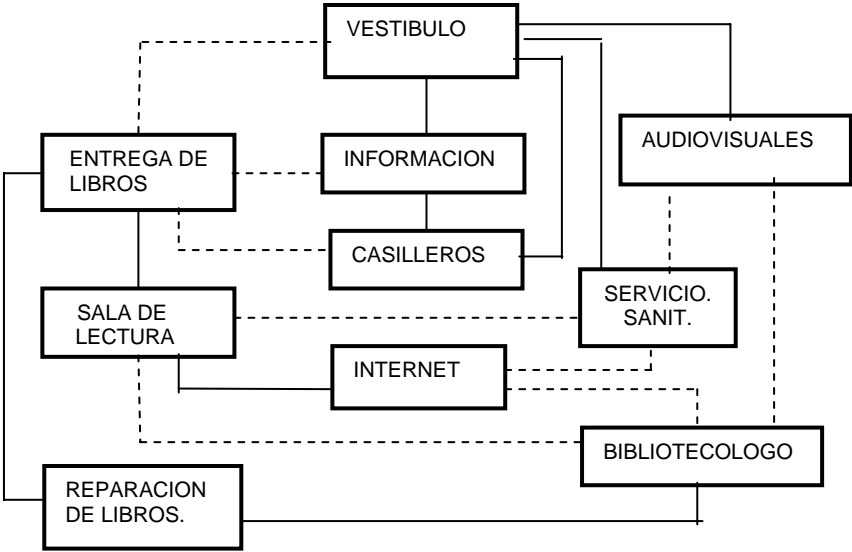 VESTIBULO
AUDIOVISUALES
ENTREGA DE
LIBROS
INFORMACION
CASILLEROS
SERVICIO.
SANIT.
SALA DE
LECTURA
INTERNET
BIBLIOTECOLOGO
REPARACION
DE LIBROS.